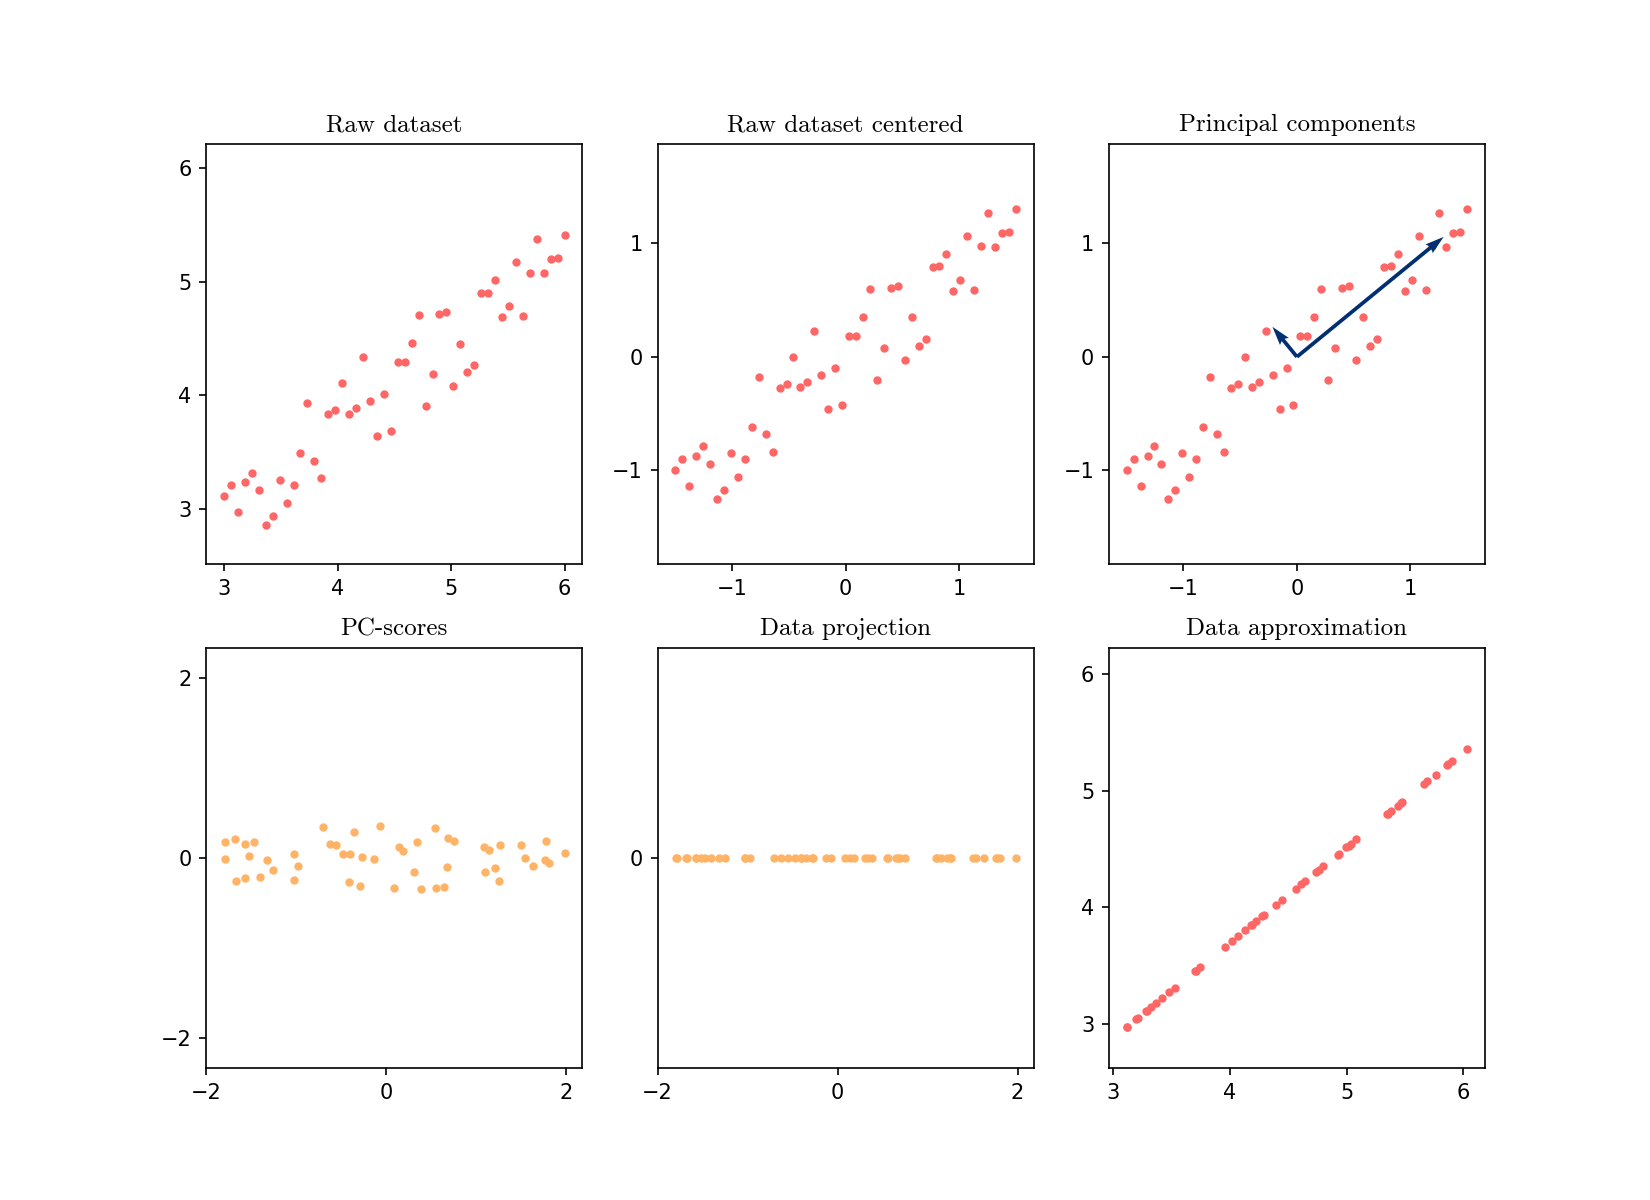 Raw dataset
Raw dataset centered
Principal components
6
5
4
3
3 4 5 6
1
0
−1
−1 0 1
1
0
−1
−1 0 1
PC-scores
Data projection
Data approximation
2
0
−2
−2 0 2
0
−2 0 2
6
5
4
3
3 4 5 6